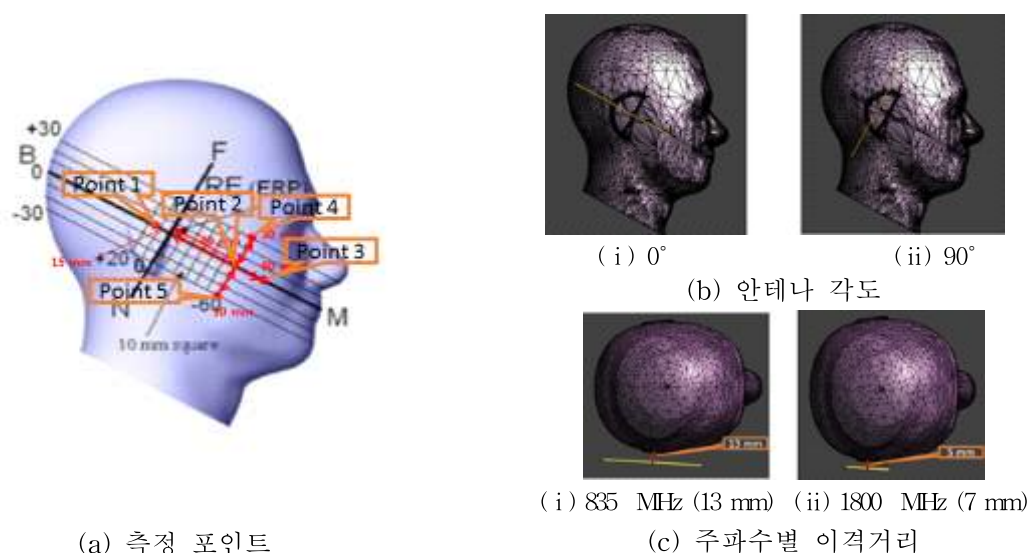 +30
B
0
-30
F
RE (ERP)
Point 1
Point 2
Point 4
Point 3
15 mm
+20
0
Point 5
N
-60
M
10 mm square
(a) 측정 포인트
(i) 0°
(ii) 90°
(b) 안테나 각도
13 mm
5 mm
(i) 835 MHz (13 mm)
(ii) 1800 MHz (7 mm)
(c) 주파수별 이격거리